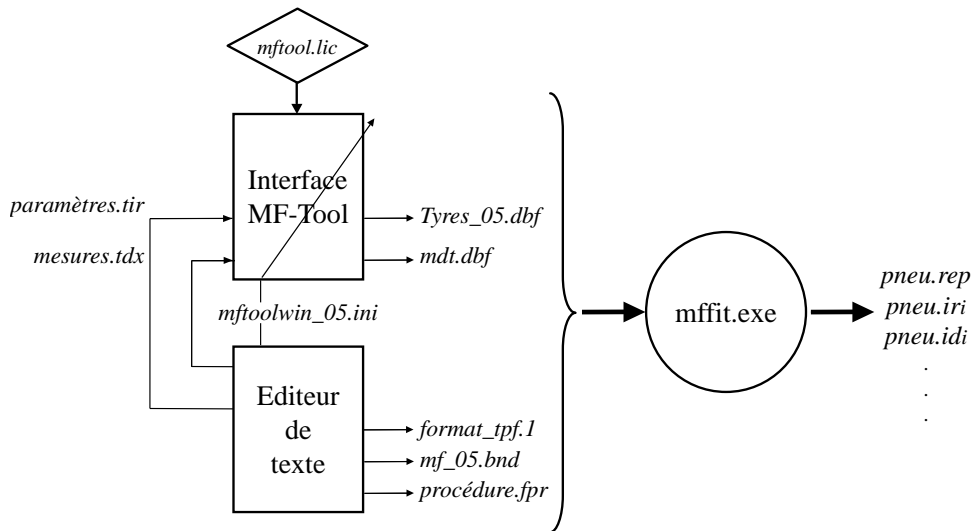 mftool.lic
Interface
MF-Tool
paramètres.tir
mesures.tdx
Tyres_05.dbf
mdt.dbf
mftoolwin_05.ini
Editeur
de
texte
format_tpf.1
mf_05.bnd
procédure.fpr
mffit.exe
pneu.rep
pneu.iri
pneu.idi
.
.
.